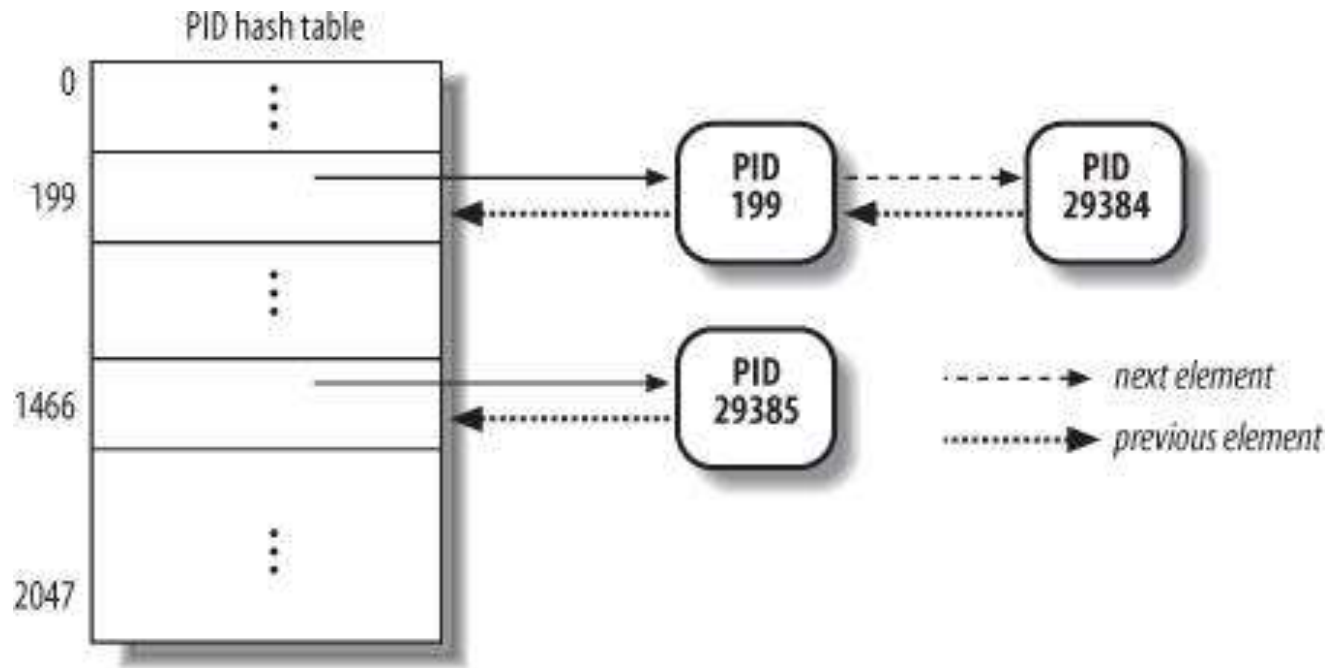 PID hash table
0
199
PID
199
PID
29384
1466
PID
29385
next element
previous element
2047